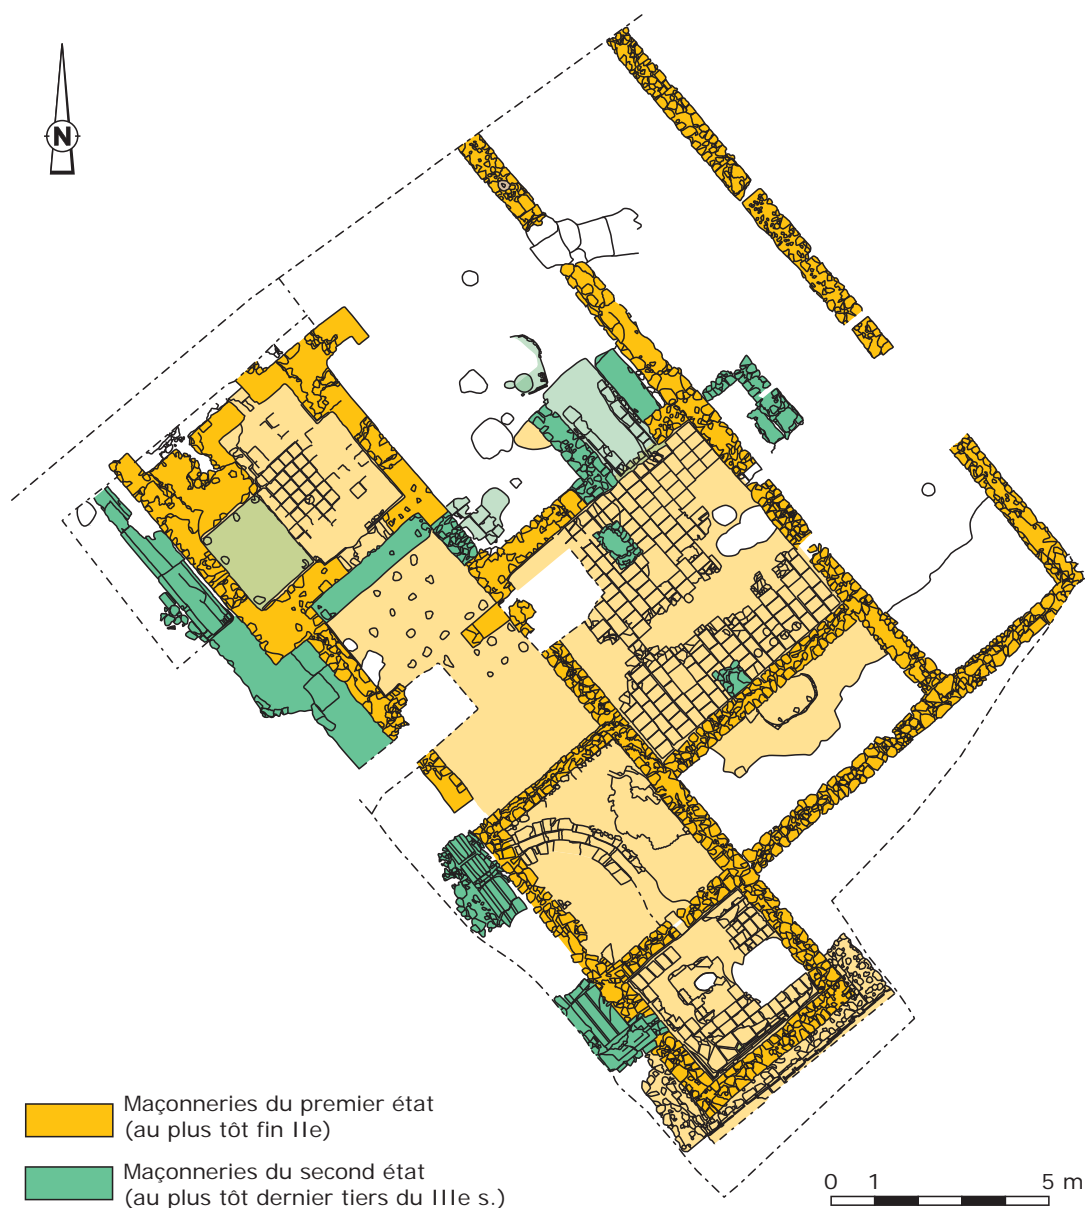 N
Maçonneries du premier état
(au plus tôt fin IIe)
Maçonneries du second état
(au plus tôt dernier tiers du IIIe s.)
0 1 5 m